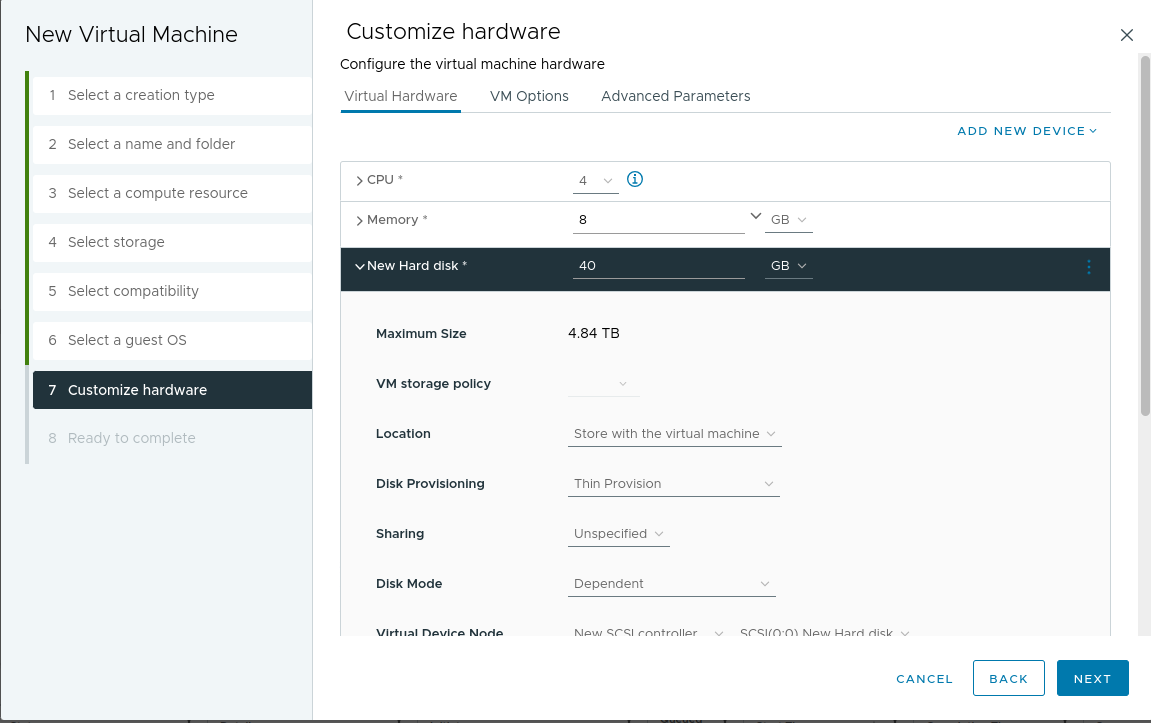 New Virtual Machine
1 Select a creation type
2 Select a name and folder
3 Select a compute resource
4 Select storage
5 Select compatibility
6 Select a guest OS
7 Customize hardware
8 Ready to complete
Customize hardware
Configure the virtual machine hardware
Virtual Hardware VM Options Advanced Parameters
ADD NEW DEVICE
CPU * 4
Memory * 8 GB
New Hard disk * 40 GB
Maximum Size 4.84 TB
VM storage policy
Location Store with the virtual machine
Disk Provisioning Thin Provision
Sharing Unspecified
Disk Mode Dependent
Virtual Device Node New SCSI controller SCSI(0:0) New Hard disk
CANCEL BACK NEXT